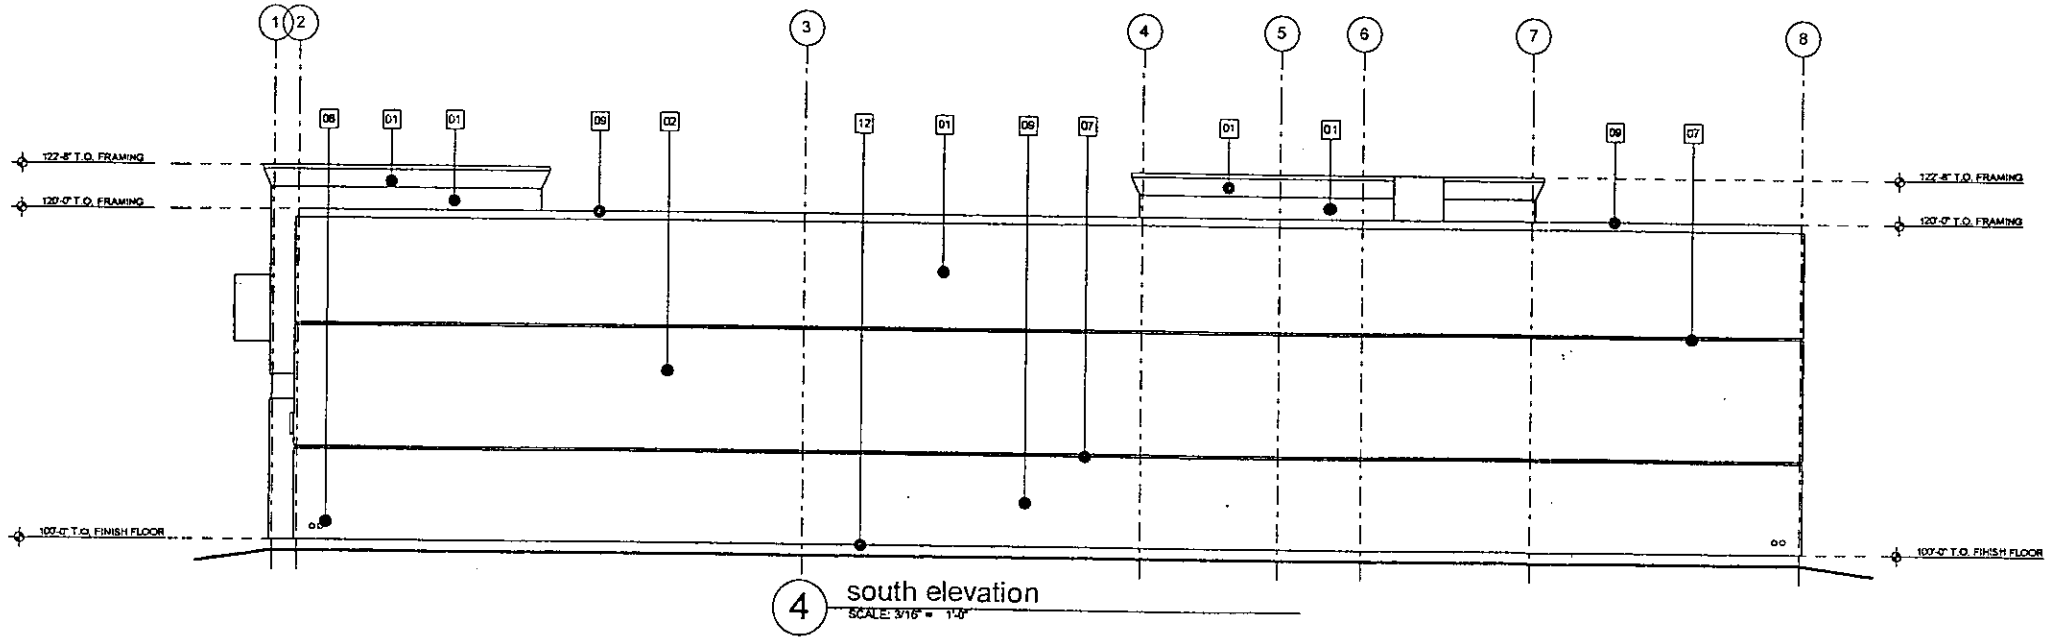 1 2 3 4 5 6 7 8
08 01 01 09 02 12 01 09 07 01 01 09 07
122'-8" T.O. FRAMING
122'-8" T.O. FRAMING
120'-0" T.O. FRAMING
120'-0" T.O. FRAMING
100'-0" T.O. FINISH FLOOR
100'-0" T.O. FINISH FLOOR
4 south elevation
SCALE: 3/16" = 1'-0"